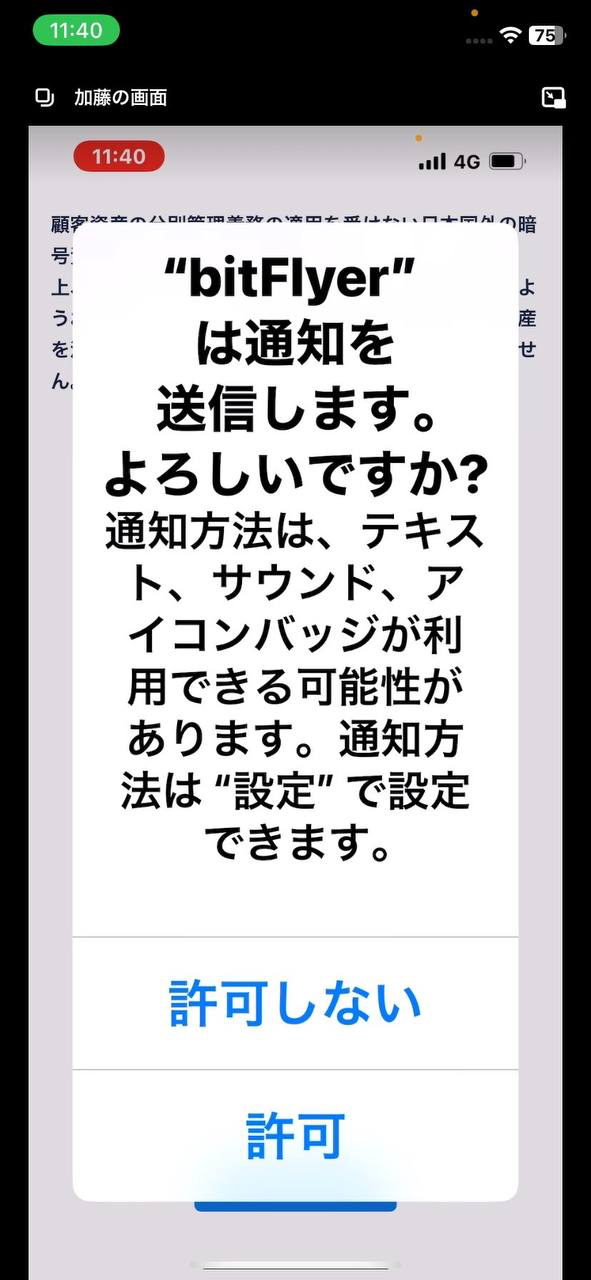 11:40
75
加藤の画面
11:40
4G
顧客資産の分別管理義務の適用を受けない日本国外の暗
号
上、 よ
う 産
を せ
ん。
“bitFlyer”
は通知を
送信します。
よろしいですか?
通知方法は、テキス
ト、サウンド、ア
イコンバッジが利
用できる可能性が
あります。通知方
法は “設定” で設定
できます。
許可しない
許可